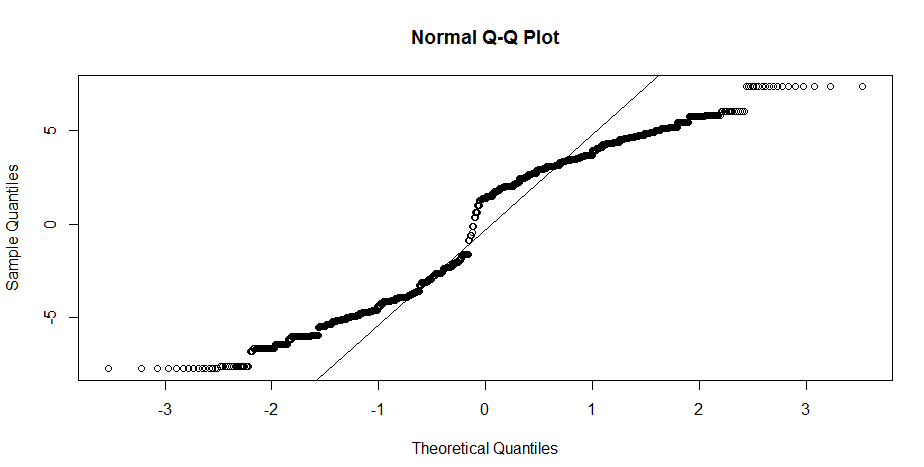 Normal Q-Q Plot
Sample Quantiles
5
0
-5
-3 -2 -1 0 1 2 3
Theoretical Quantiles